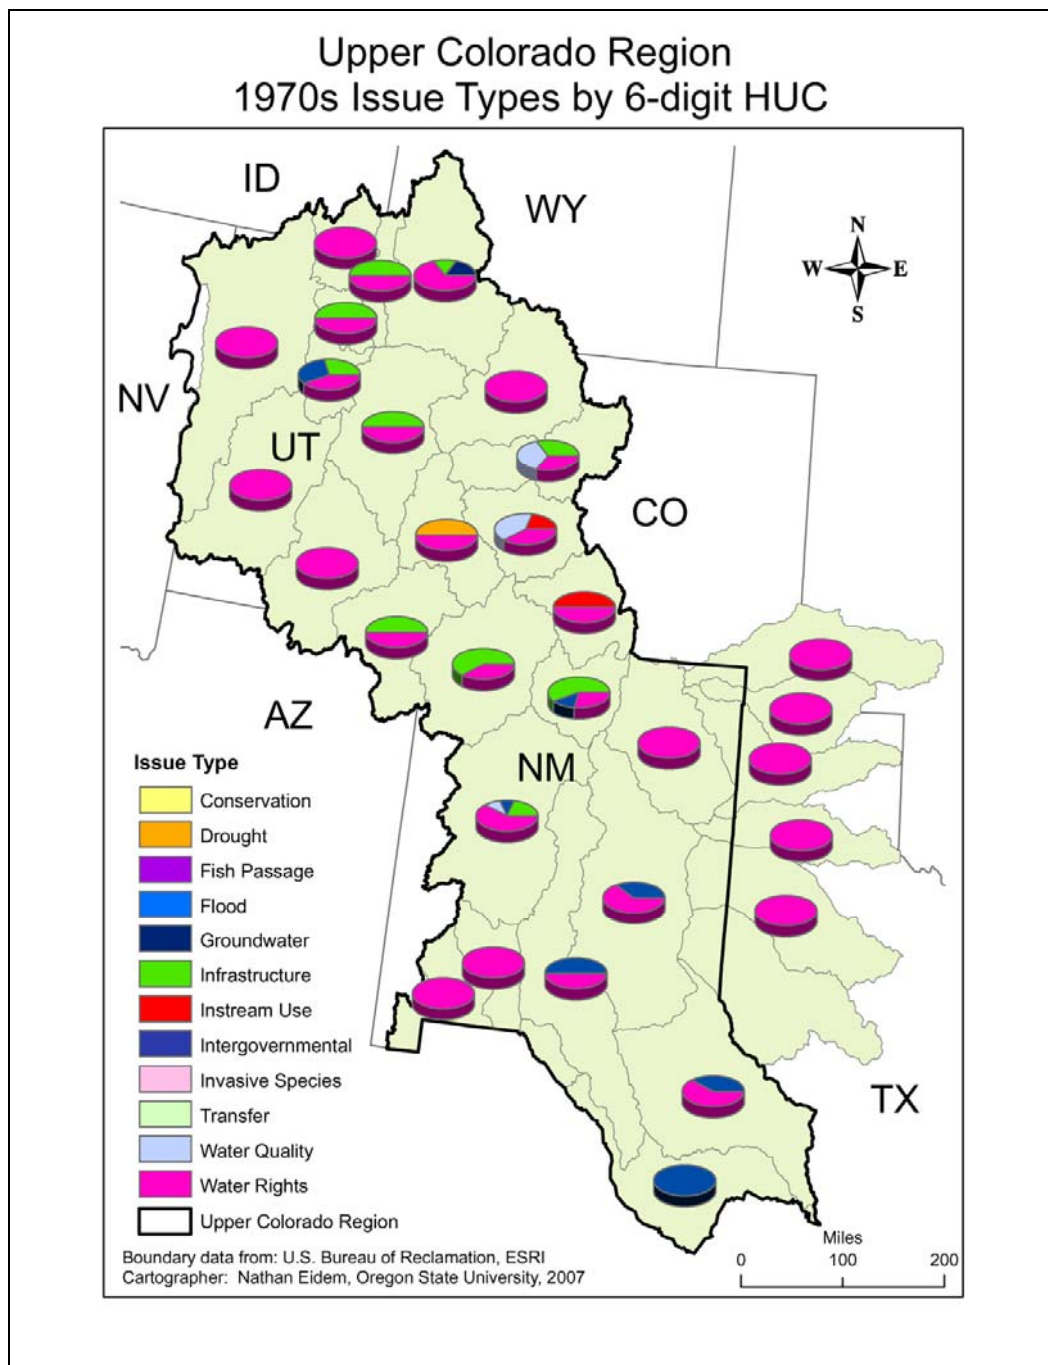 Upper Colorado Region
1970s Issue Types by 6-digit HUC
ID
WY
N
W
E
S
NV
UT
CO
AZ
NM
TX
Issue Type
Conservation
Drought
Fish Passage
Flood
Groundwater
Infrastructure
Instream Use
Intergovernmental
Invasive Species
Transfer
Water Quality
Water Rights
Upper Colorado Region
Miles
0 100 200
Boundary data from: U.S. Bureau of Reclamation, ESRI
Cartographer: Nathan Eidem, Oregon State University, 2007